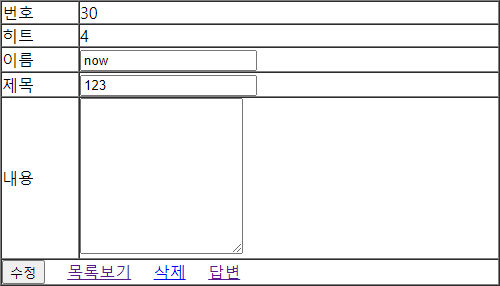 번호 30
히트 4
이름 now
제목 123
내용
수정 목록보기 삭제 답변